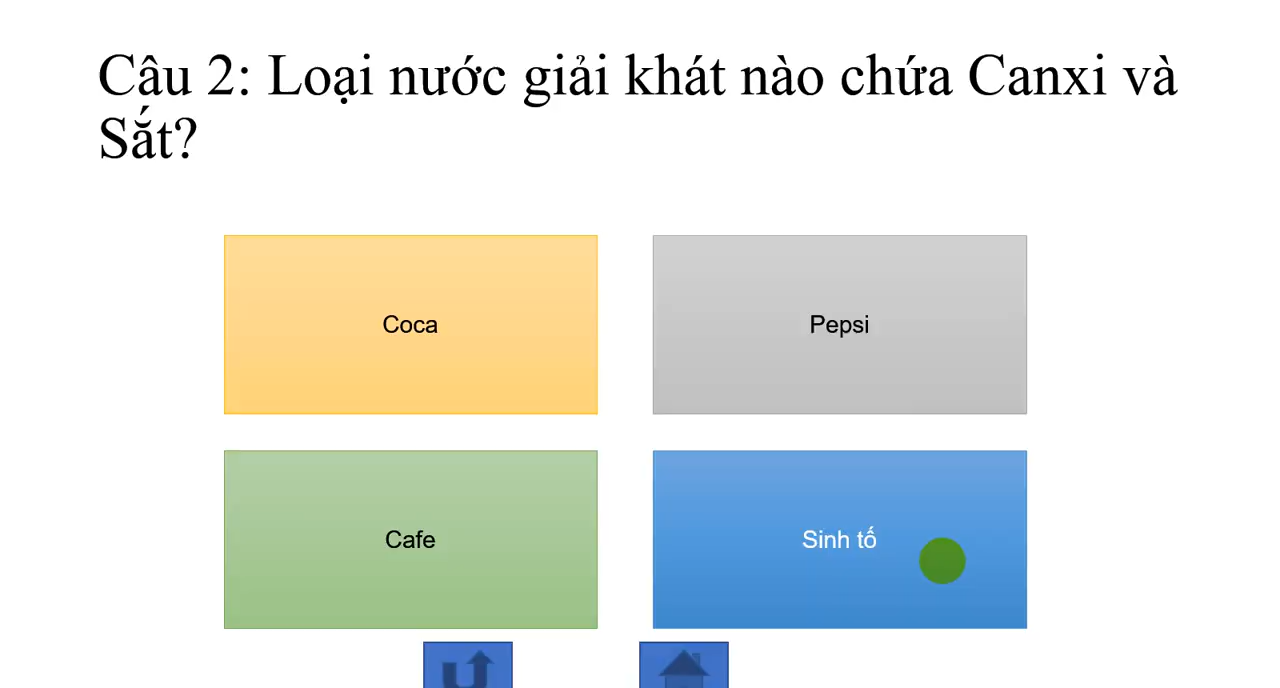 Câu 2: Loại nước giải khát nào chứa Canxi và
Sắt?
Coca
Pepsi
Cafe
Sinh tố